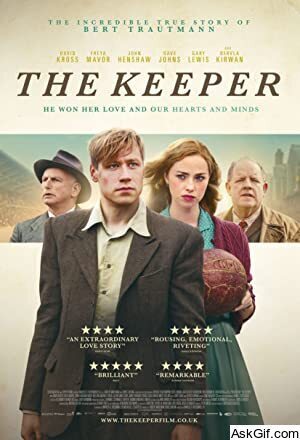 THE INCREDIBLE TRUE STORY OF
BERT TRAUTMANN
DAVID KROSS
FREYA MAVOR
JOHN HENSHAW
DAVE JOHNS
GARY LEWIS
AND DERVLA KIRWAN
THE KEEPER
HE WON HER LOVE AND OUR HEARTS AND MINDS
"AN EXTRAORDINARY
LOVE STORY"
"ROUSING, EMOTIONAL,
RIVETING"
"BRILLIANT"
"REMARKABLE"
WWW.THEKEEPERFILM.CO.UK
AskGif.com